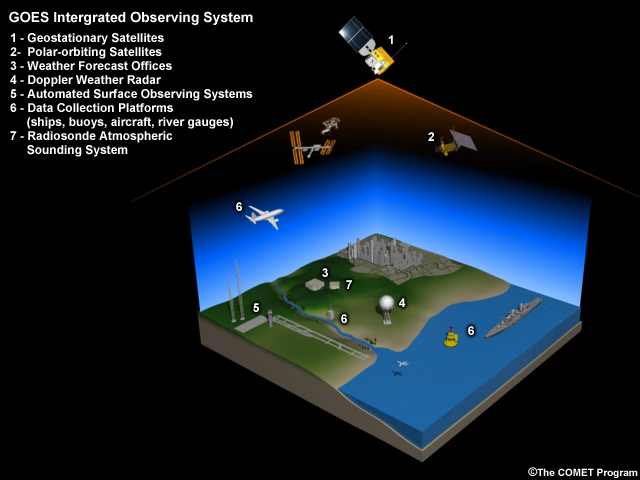 GOES Intergrated Observing System
1 - Geostationary Satellites
2- Polar-orbiting Satellites
3 - Weather Forecast Offices
4 - Doppler Weather Radar
5 - Automated Surface Observing Systems
6 - Data Collection Platforms
(ships, buoys, aircraft, river gauges)
7 - Radiosonde Atmospheric
Sounding System
1
2
6
3
7
4
5
6
6
©The COMET Program